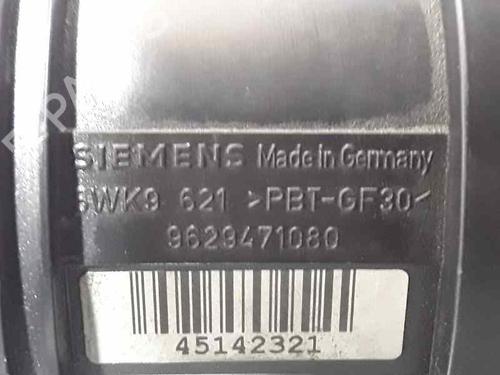 SIEMENS Made in Germany
5WK9 621 >PBT-GF30<
9629471080
45142321